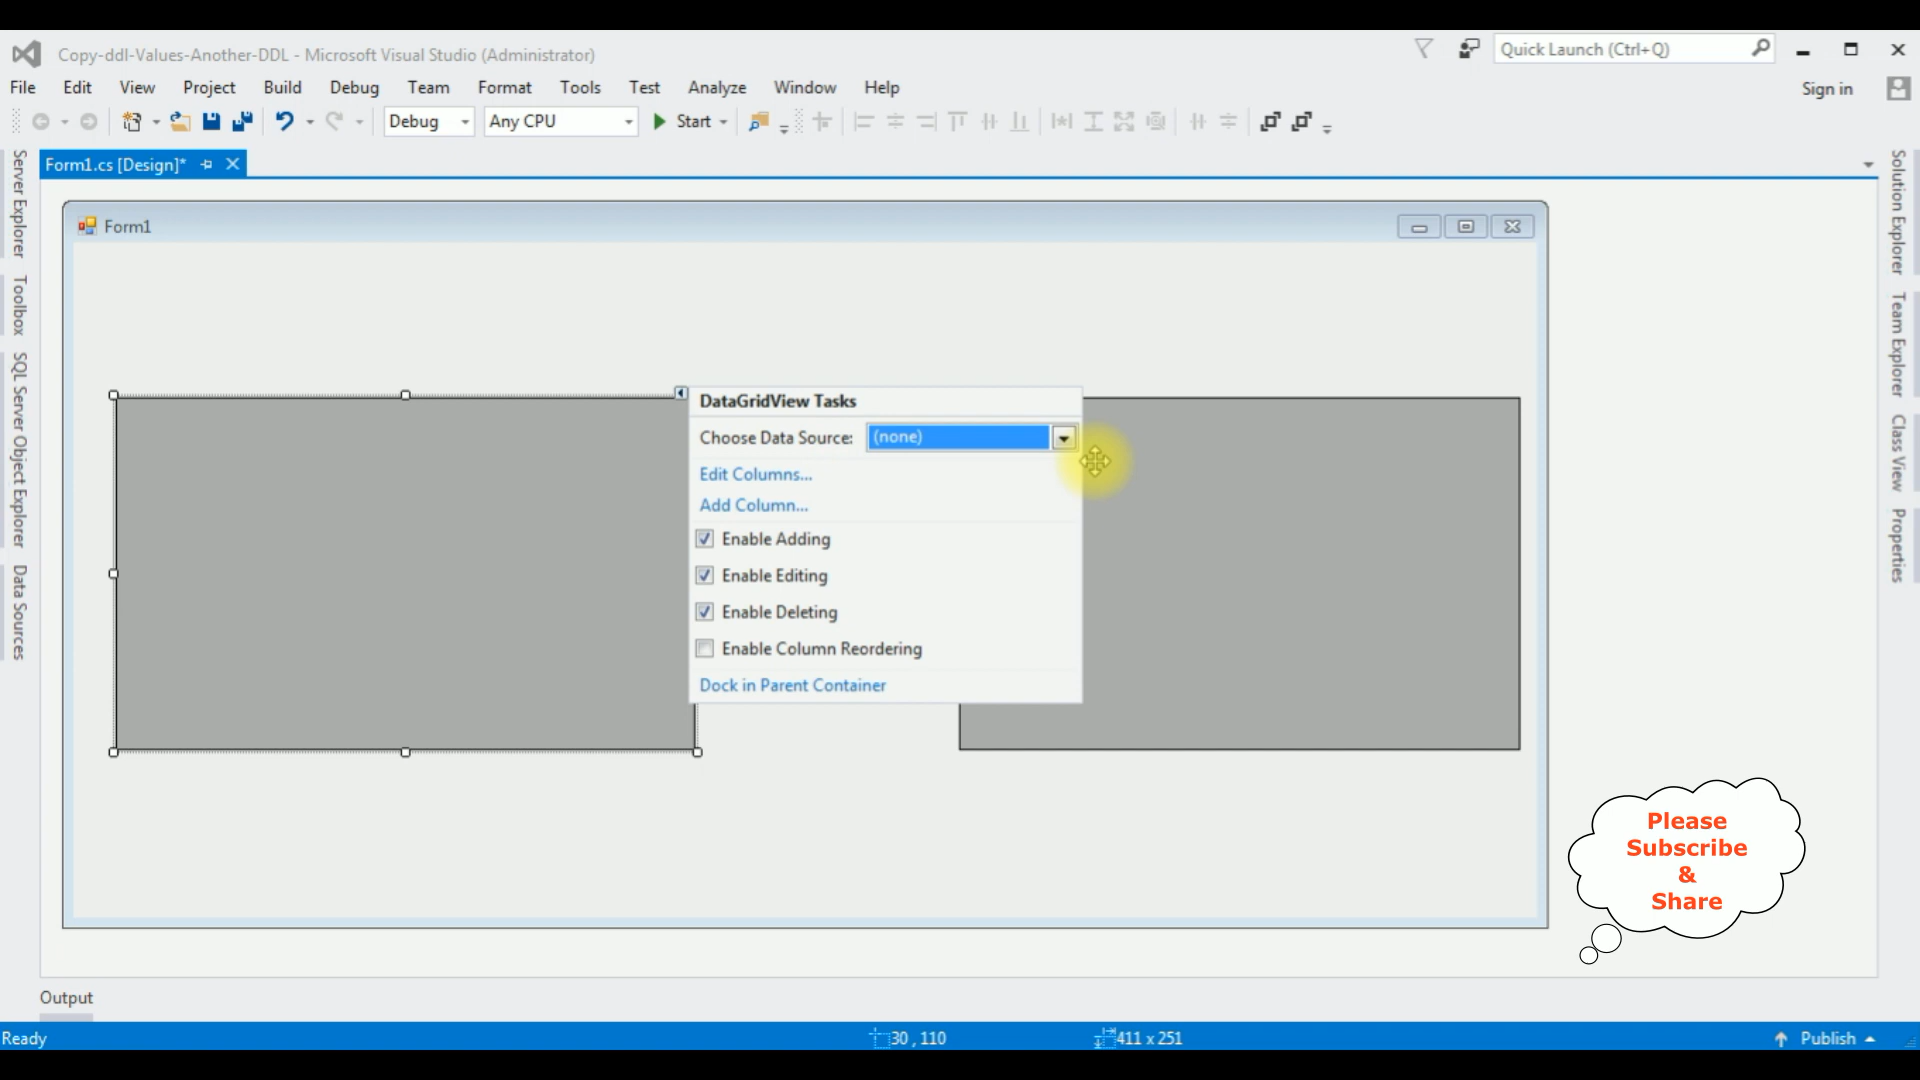 Copy-ddl-Values-Another-DDL - Microsoft Visual Studio (Administrator)
Quick Launch (Ctrl+Q)
File Edit View Project Build Debug Team Format Tools Test Analyze Window Help
Sign in
Debug Any CPU Start
Form1.cs [Design]*
Server Explorer
Toolbox
SQL Server Object Explorer
Data Sources
Form1
DataGridView Tasks
Choose Data Source: (none)
Edit Columns...
Add Column...
Enable Adding
Enable Editing
Enable Deleting
Enable Column Reordering
Dock in Parent Container
Solution Explorer
Team Explorer
Class View
Properties
Please
Subscribe
&
Share
Output
Ready 30 , 110 411 x 251 Publish